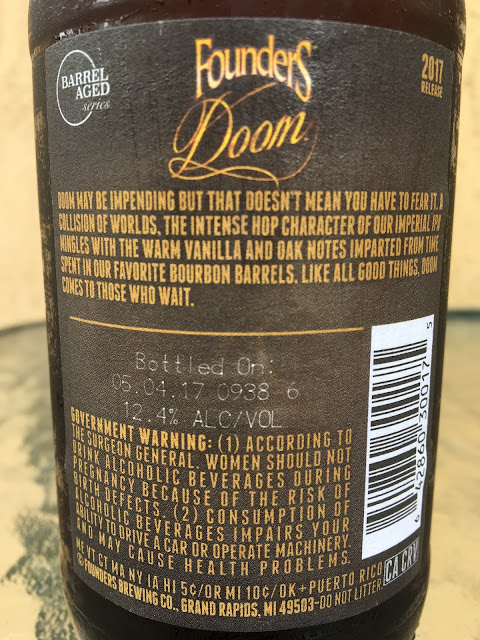 BARREL
AGED
series
Founders
Doom
2017
RELEASE
DOOM MAY BE IMPENDING BUT THAT DOESN'T MEAN YOU HAVE TO FEAR IT. A
COLLISION OF WORLDS, THE INTENSE HOP CHARACTER OF OUR IMPERIAL IPA
MINGLES WITH THE WARM VANILLA AND OAK NOTES IMPARTED FROM TIME
SPENT IN OUR FAVORITE BOURBON BARRELS. LIKE ALL GOOD THINGS, DOOM
COMES TO THOSE WHO WAIT.
Bottled On:
05.04.17 0938 6
12.4% ALC/VOL
GOVERNMENT WARNING: (1) ACCORDING TO
THE SURGEON GENERAL, WOMEN SHOULD NOT
DRINK ALCOHOLIC BEVERAGES DURING
PREGNANCY BECAUSE OF THE RISK OF
BIRTH DEFECTS. (2) CONSUMPTION OF
ALCOHOLIC BEVERAGES IMPAIRS YOUR
ABILITY TO DRIVE A CAR OR OPERATE MACHINERY,
AND MAY CAUSE HEALTH PROBLEMS.
ME VT CT MA NY IA HI 5¢/OR MI 10¢/OK+PUERTO RICO
©FOUNDERS BREWING CO., GRAND RAPIDS, MI 49503-DO NOT LITTER
CA CRV
6 42860 30017 5